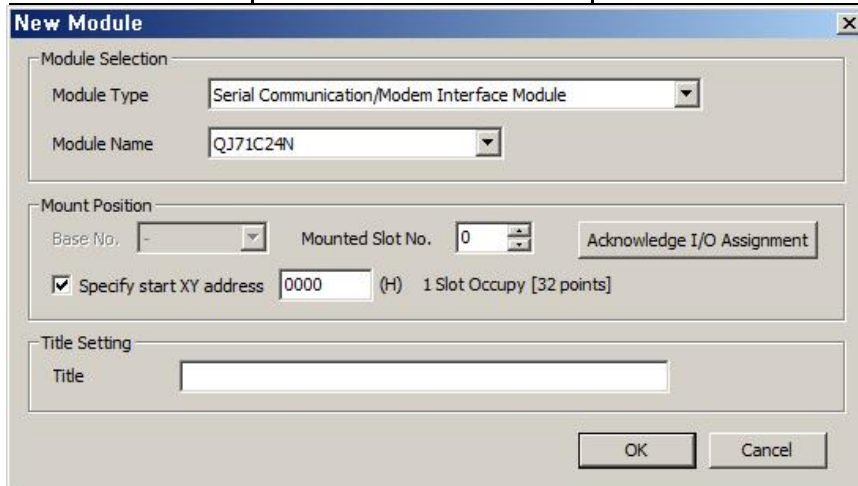 New Module
Module Selection
Module Type Serial Communication/Modem Interface Module
Module Name QJ71C24N
Mount Position
Base No. - Mounted Slot No. 0 Acknowledge I/O Assignment
Specify start XY address 0000 (H) 1 Slot Occupy [32 points]
Title Setting
Title
OK Cancel